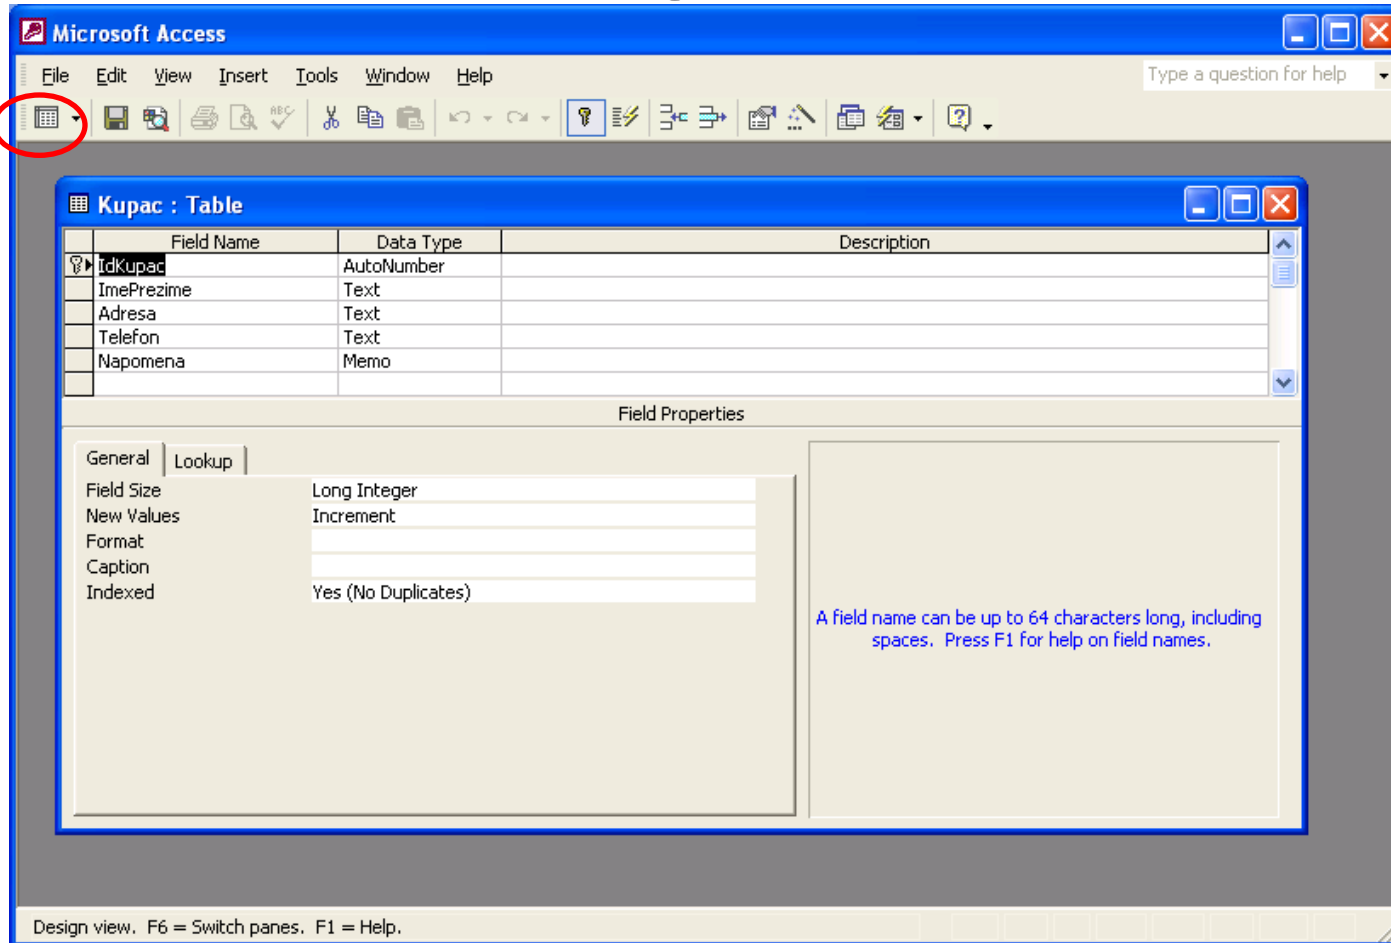 Microsoft Access
File Edit View Insert Tools Window Help Type a question for help
ABC
Kupac : Table
Field Name Data Type Description
IdKupac AutoNumber
ImePrezime Text
Adresa Text
Telefon Text
Napomena Memo
Field Properties
General Lookup
Field Size Long Integer
New Values Increment
Format
Caption
Indexed Yes (No Duplicates)
A field name can be up to 64 characters long, including
spaces. Press F1 for help on field names.
Design view. F6 = Switch panes. F1 = Help.